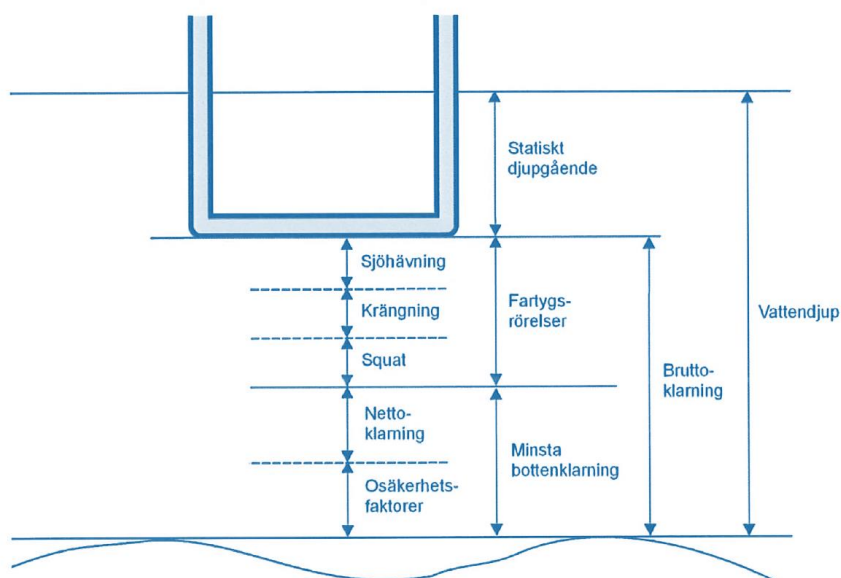 Statiskt
djupgående
Sjöhävning
Krängning
Squat
Fartygs-
rörelser
Vattendjup
Brutto-
klarning
Netto-
klarning
Minsta
bottenklarning
Osäkerhets-
faktorer